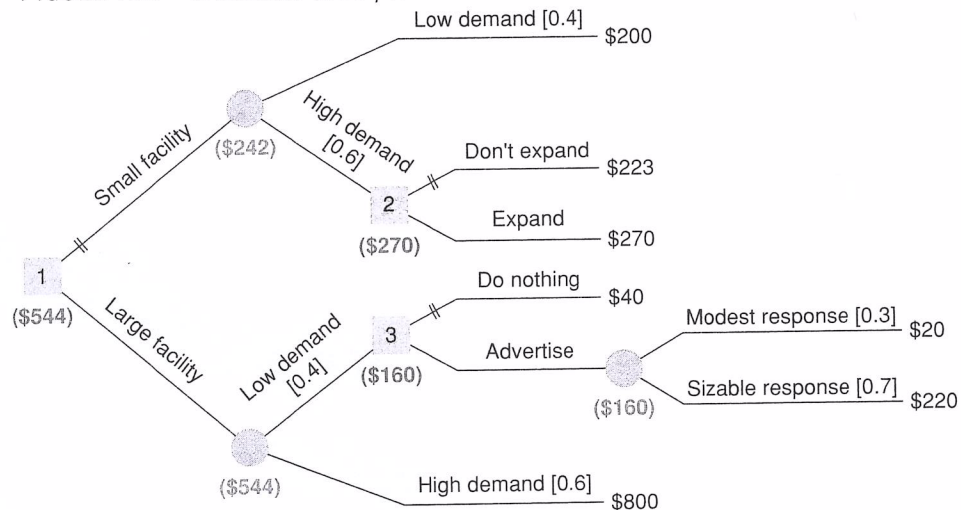 Low demand [0.4]
$200
High demand
[0.6]
Small facility
($242)
Don't expand
$223
2
Expand
($270)
$270
1
Do nothing
$40
($544)
Large facility
Low demand
[0.4]
3
Modest response [0.3]
$20
Advertise
($160)
Sizable response [0.7]
($160)
$220
($544)
High demand [0.6]
$800